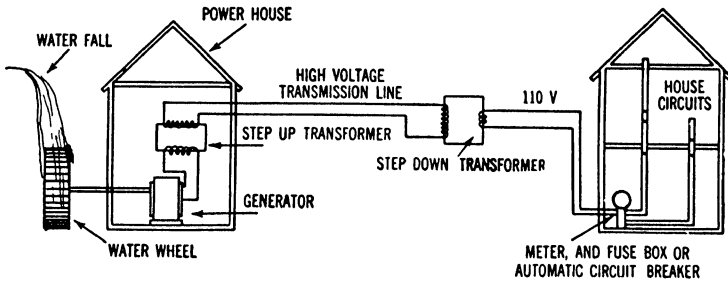 POWER HOUSE
WATER FALL
HIGH VOLTAGE
TRANSMISSION LINE
110 V
HOUSE
CIRCUITS
STEP UP TRANSFORMER
STEP DOWN TRANSFORMER
GENERATOR
WATER WHEEL
METER, AND FUSE BOX OR
AUTOMATIC CIRCUIT BREAKER